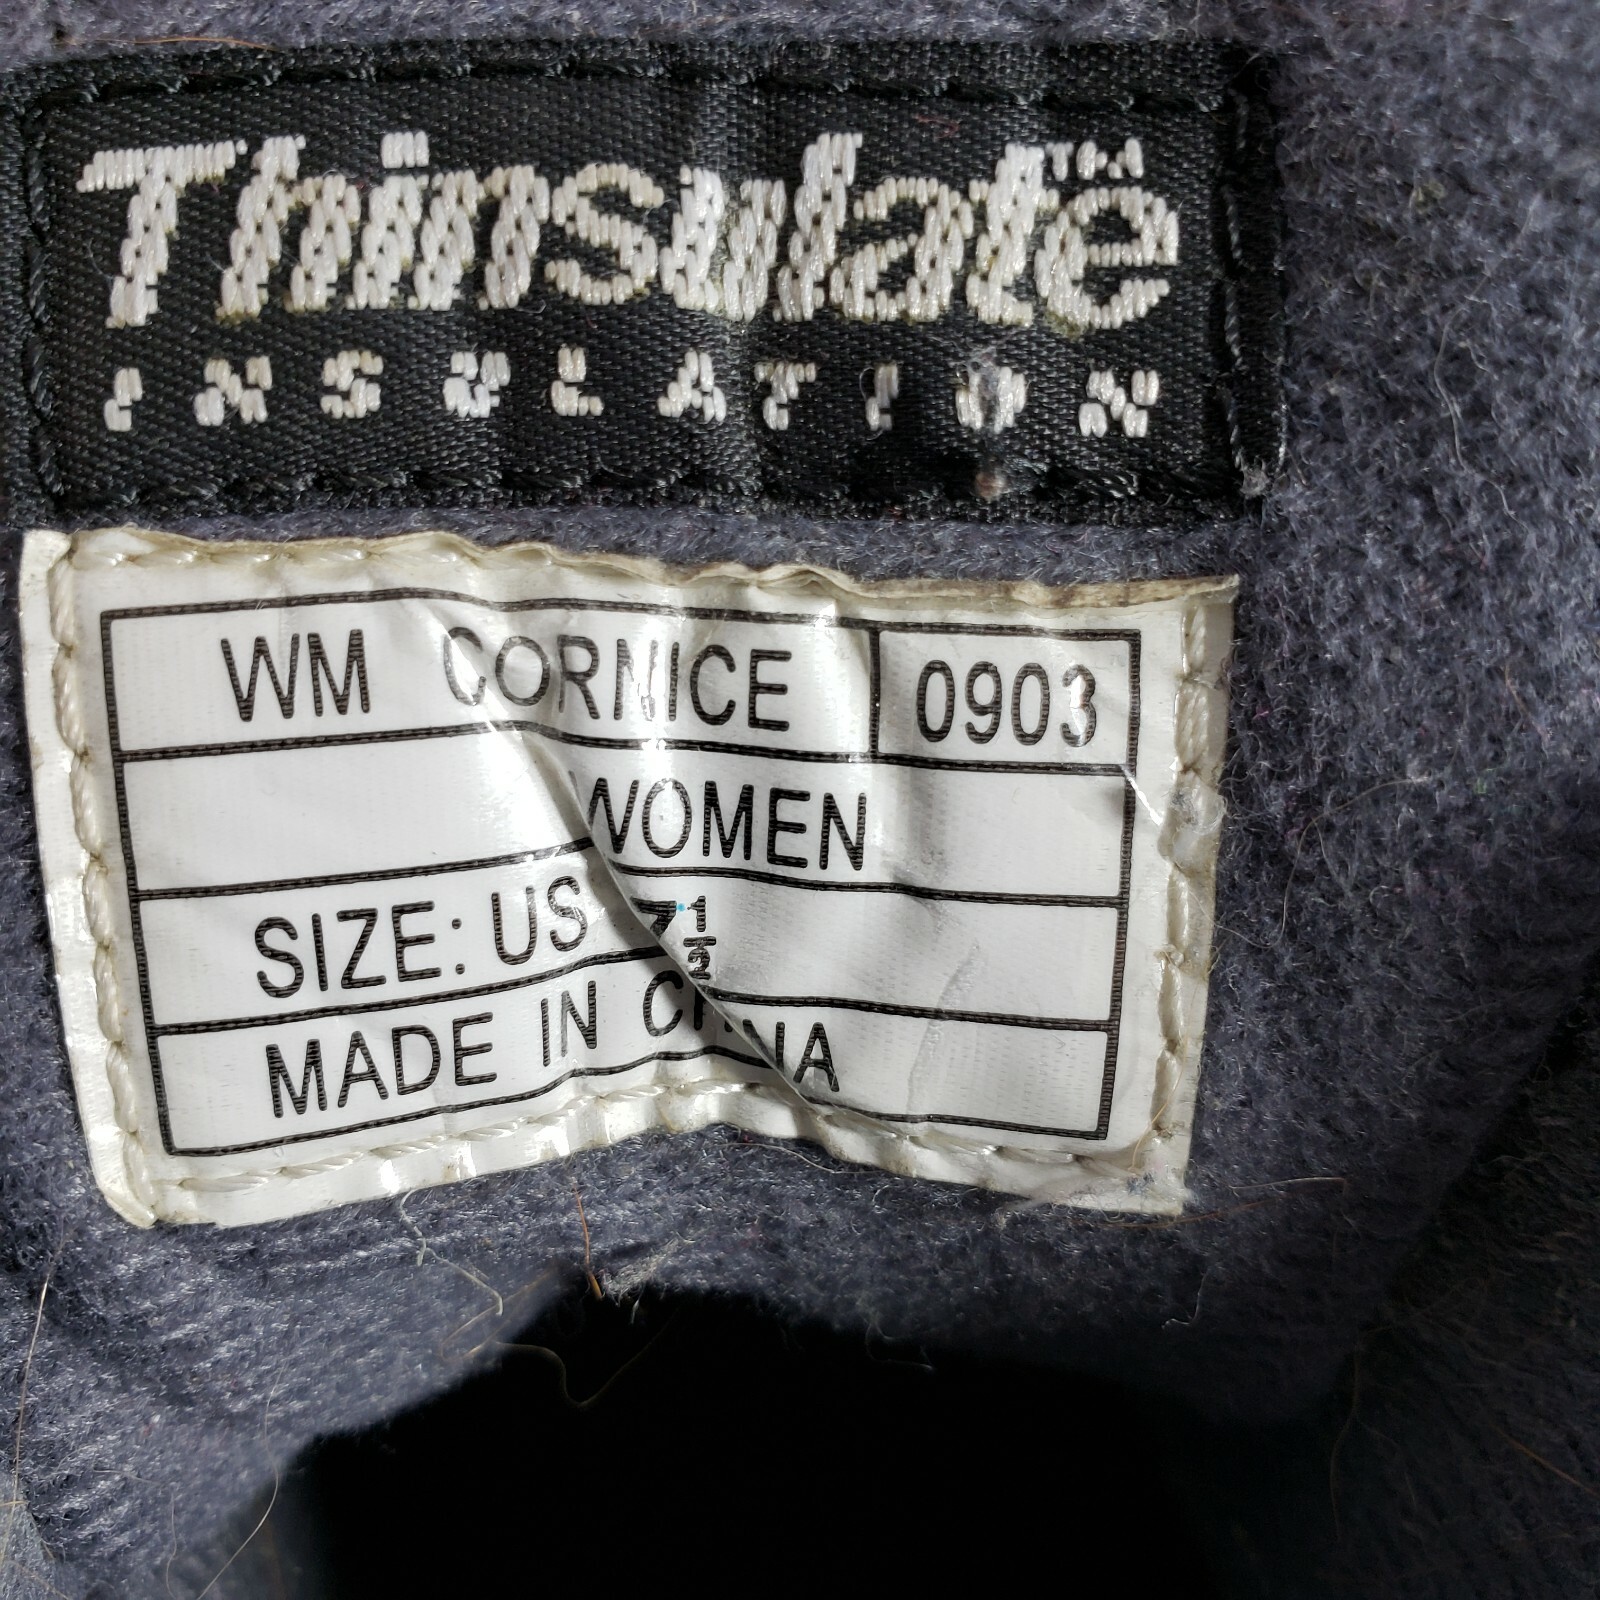 Thinsulate™
INSULATION
WM CORNICE 0903
WOMEN
SIZE: US 7½
MADE IN CHINA